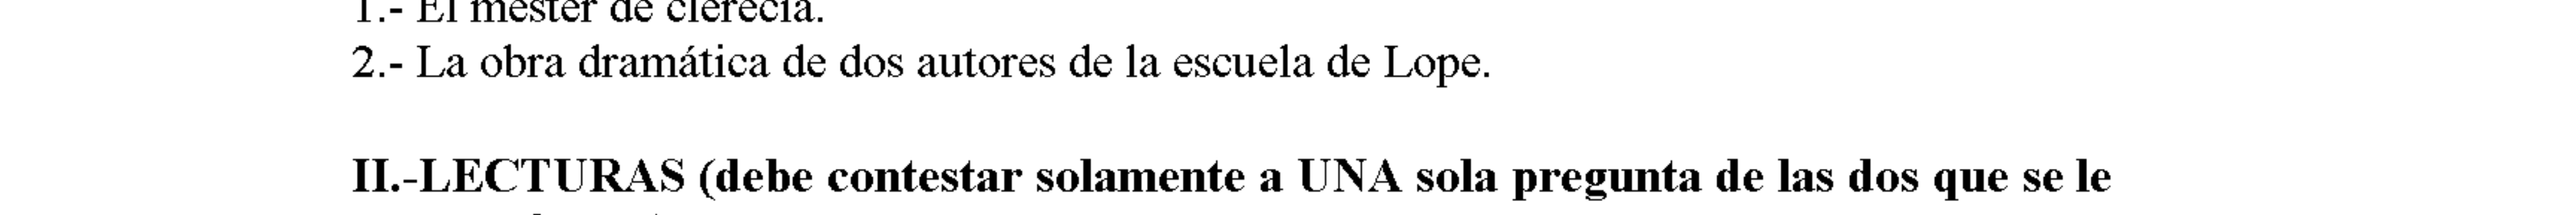 1.- El mester de clerecía.
2.- La obra dramática de dos autores de la escuela de Lope.
II.-LECTURAS (debe contestar solamente a UNA sola pregunta de las dos que se le